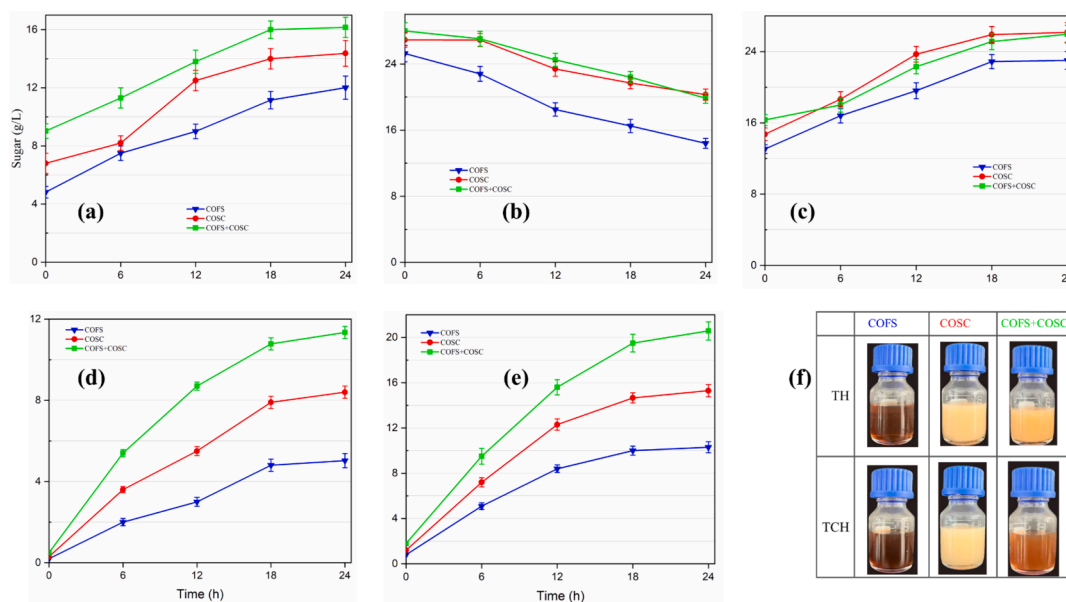 16
12
8
4
0
Sugar (g/L)
(a)
COFS
COSC
COFS+COSC
0 6 12 18 24
24
16
8
0
(b)
COFS
COSC
COFS+COSC
0 6 12 18 24
24
16
8
0
(c)
COFS
COSC
COFS+COSC
0 6 12 18
12
8
4
0
COFS
COSC
COFS+COSC
(d)
0 6 12 18 24
Time (h)
20
16
12
8
4
0
COFS
COSC
COFS+COSC
(e)
0 6 12 18 24
Time (h)
(f)
COFS COSC COFS+COSC
TH
TCH